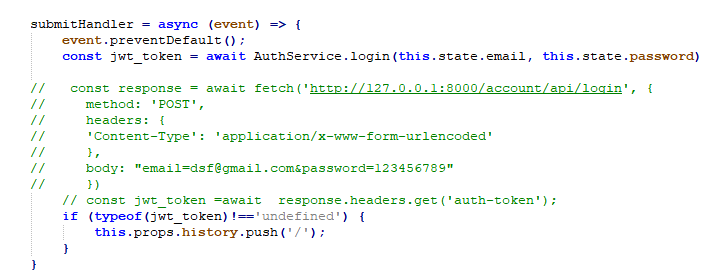 submitHandler = async (event) => {
    event.preventDefault();
    const jwt_token = await AuthService.login(this.state.email, this.state.password)
//   const response = await fetch('http://127.0.0.1:8000/account/api/login', {
//     method: 'POST',
//     headers: {
//     'Content-Type': 'application/x-www-form-urlencoded'
//     },
//     body: "email=dsf@gmail.com&password=123456789"
//     })
    // const jwt_token =await  response.headers.get('auth-token');
    if (typeof(jwt_token)!=='undefined') {
        this.props.history.push('/');
    }
}